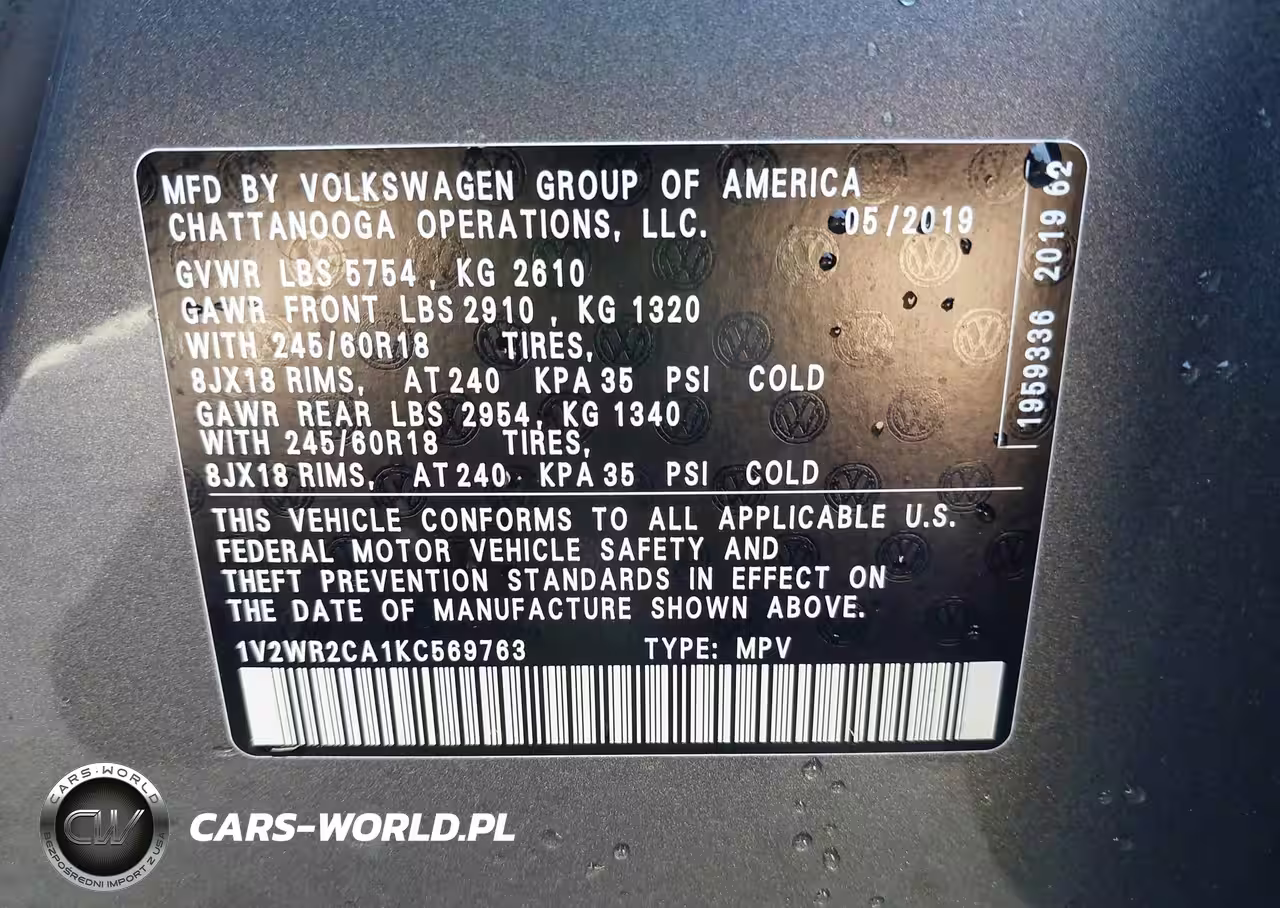 MFD BY VOLKSWAGEN GROUP OF AMERICA
CHATTANOOGA OPERATIONS, LLC. 05/2019
GVWR LBS 5754 , KG 2610
GAWR FRONT LBS 2910 , KG 1320
WITH 245/60R18 TIRES,
8JX18 RIMS, AT 240 KPA 35 PSI COLD
GAWR REAR LBS 2954, KG 1340
WITH 245/60R18 TIRES,
8JX18 RIMS, AT 240 KPA 35 PSI COLD
1959336 2019 62
THIS VEHICLE CONFORMS TO ALL APPLICABLE U.S.
FEDERAL MOTOR VEHICLE SAFETY AND
THEFT PREVENTION STANDARDS IN EFFECT ON
THE DATE OF MANUFACTURE SHOWN ABOVE.
1V2WR2CA1KC569763 TYPE: MPV
CARS-WORLD
CW
BEZPOŚREDNI IMPORT Z USA
CARS-WORLD.PL